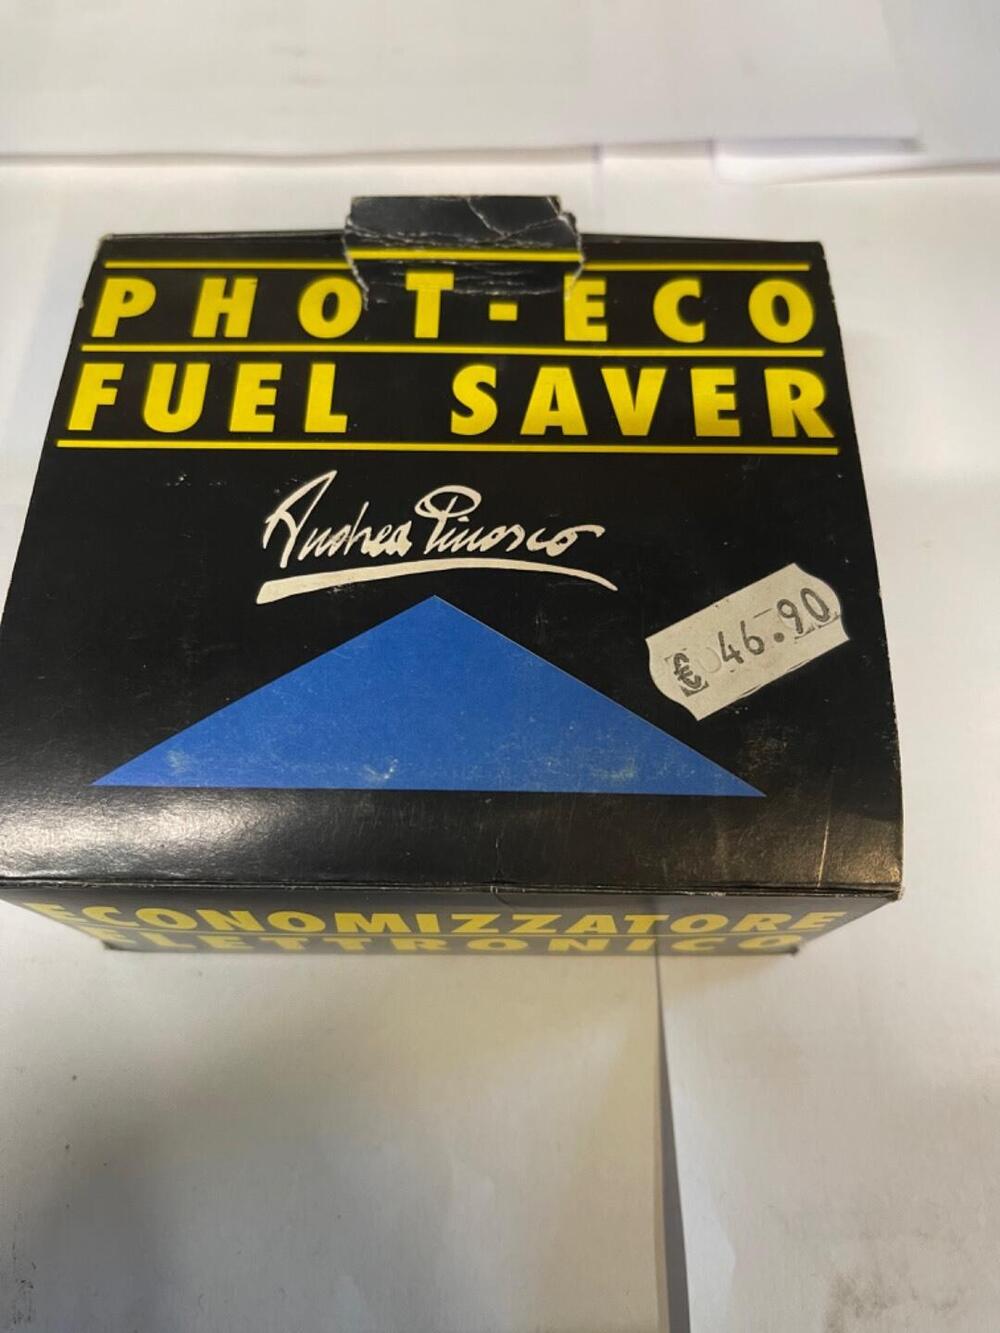 PHOT-ECO
FUEL SAVER
Andrea Pinosco
€ 46.90
ECONOMIZZATORE
ELETTRONICO